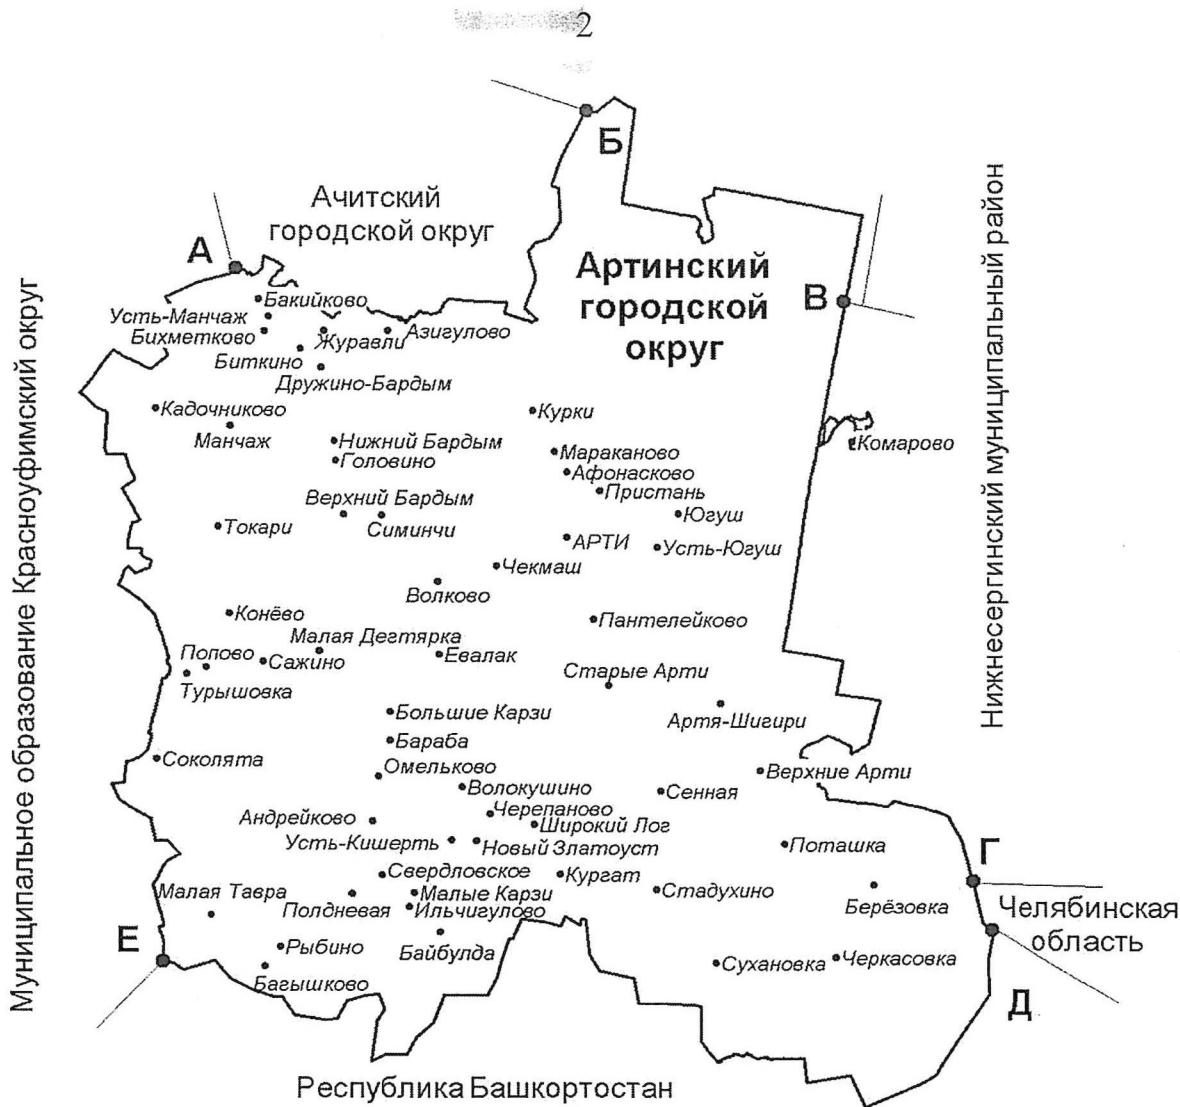 2
Б
Ачитский
городской округ
А
Артинский
городской
округ
В
Муниципальное образование Красноуфимский округ
Нижнесергинский муниципальный район
Бакийково
Усть-Манчаж
Бихметково
Журавли
Азигулово
Биткино
Дружино-Бардым
Кадочниково
Курки
Манчаж
Нижний Бардым
Комарово
Мараканово
Головино
Афонасково
Пристань
Верхний Бардым
Югуш
Токари
Симинчи
АРТИ
Усть-Югуш
Чекмаш
Волково
Конёво
Пантелейково
Малая Дегтярка
Попово
Сажино
Евалак
Турышовка
Старые Арти
Большие Карзи
Артя-Шигири
Бараба
Соколята
Омельково
Верхние Арти
Волокушино
Сенная
Андрейково
Черепаново
Широкий Лог
Усть-Кишерть
Новый Златоуст
Поташка
Свердловское
Кургат
Г
Малая Тавра
Малые Карзи
Стадухино
Полдневая
Ильчигулово
Берёзовка
Челябинская
область
Е
Рыбино
Байбулда
Сухановка
Черкасовка
Багышково
Д
Республика Башкортостан